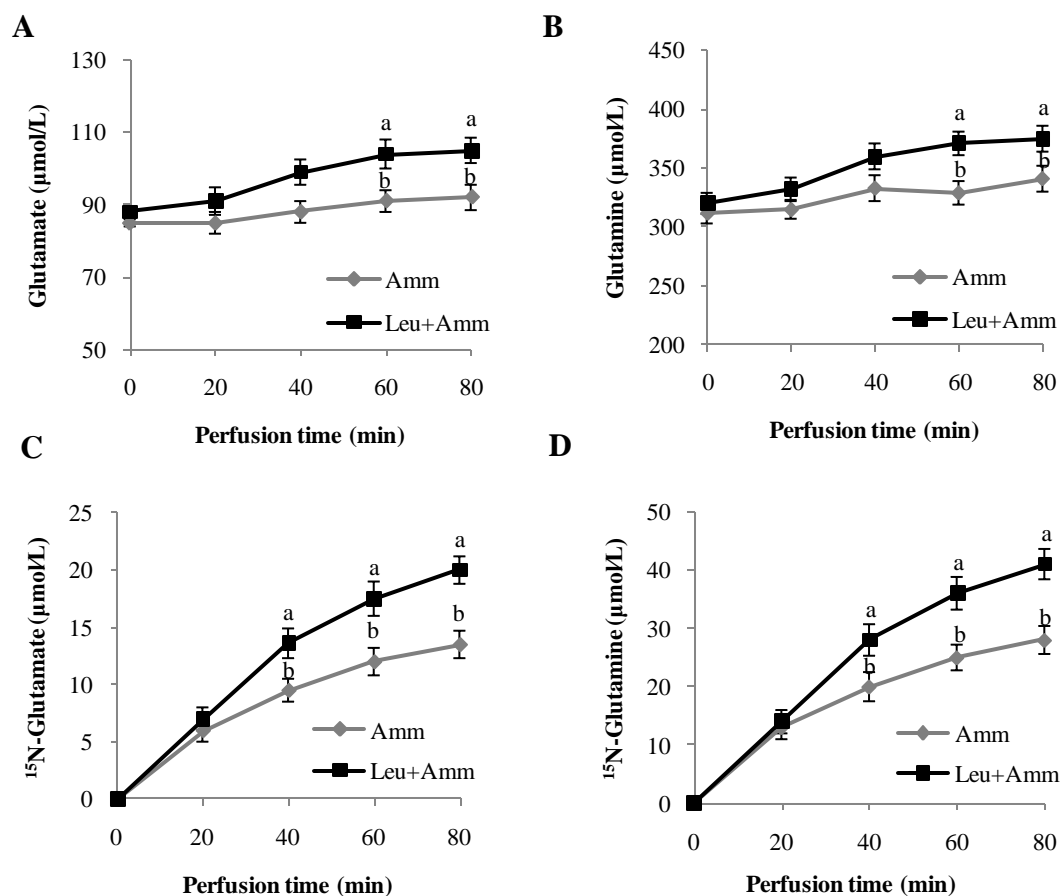 A
Glutamate (µmol/L)
130
110
90
70
50
a
a
b
b
Amm
Leu+Amm
0 20 40 60 80
Perfusion time (min)
B
Glutamine (µmol/L)
450
400
350
300
250
200
a
a
b
b
Amm
Leu+Amm
0 20 40 60 80
Perfusion time (min)
C
¹⁵N-Glutamate (µmol/L)
25
20
15
10
5
0
a
a
a
b
b
b
Amm
Leu+Amm
0 20 40 60 80
Perfusion time (min)
D
¹⁵N-Glutamine (µmol/L)
50
40
30
20
10
0
a
a
a
b
b
b
Amm
Leu+Amm
0 20 40 60 80
Perfusion time (min)